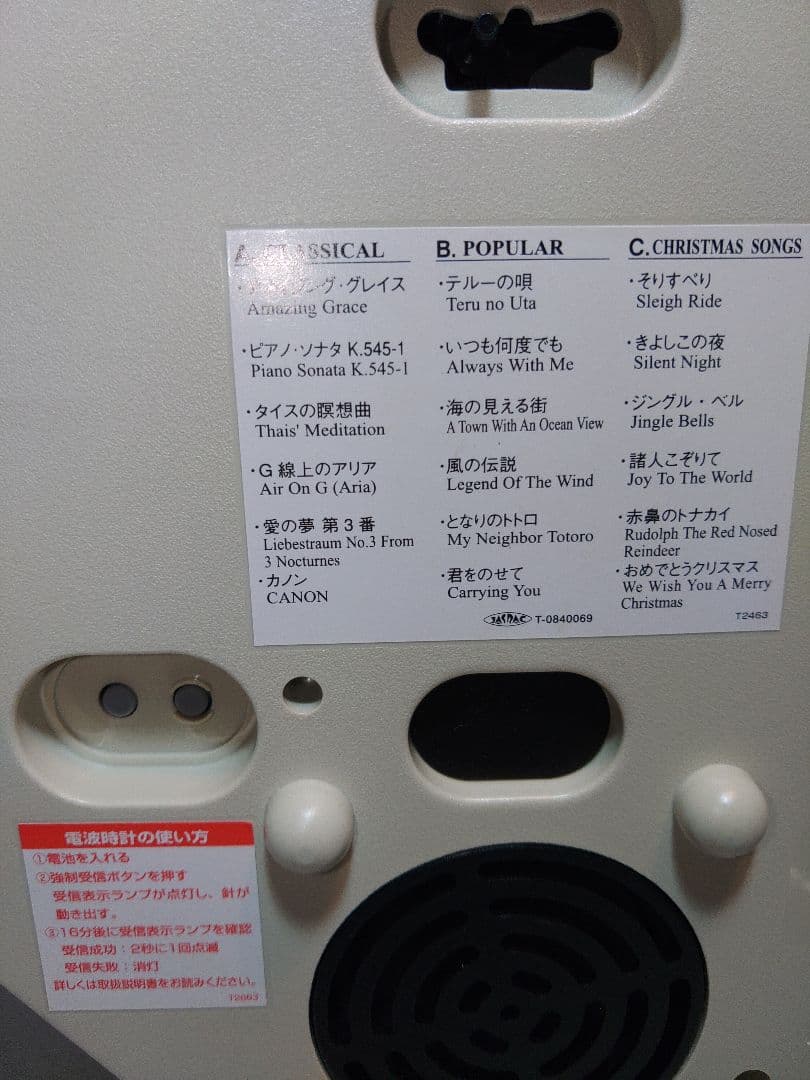 A. CLASSICAL
・アメイジング・グレイス
Amazing Grace
・ピアノ・ソナタ K.545-1
Piano Sonata K.545-1
・タイスの瞑想曲
Thais' Meditation
・G 線上のアリア
Air On G (Aria)
・愛の夢 第3番
Liebestraum No.3 From
3 Nocturnes
・カノン
CANON
B. POPULAR
・テルーの唄
Teru no Uta
・いつも何度でも
Always With Me
・海の見える街
A Town With An Ocean View
・風の伝説
Legend Of The Wind
・となりのトトロ
My Neighbor Totoro
・君をのせて
Carrying You
JASRAC T-0840069
C. CHRISTMAS SONGS
・そりすべり
Sleigh Ride
・きよしこの夜
Silent Night
・ジングル・ベル
Jingle Bells
・諸人こぞりて
Joy To The World
・赤鼻のトナカイ
Rudolph The Red Nosed
Reindeer
・おめでとうクリスマス
We Wish You A Merry
Christmas
T2463
電波時計の使い方
①電池を入れる
②強制受信ボタンを押す
受信表示ランプが点灯し、針が
動き出す。
③16分後に受信表示ランプを確認
受信成功：2秒に1回点滅
受信失敗：消灯
詳しくは取扱説明書をお読みください。
T2663